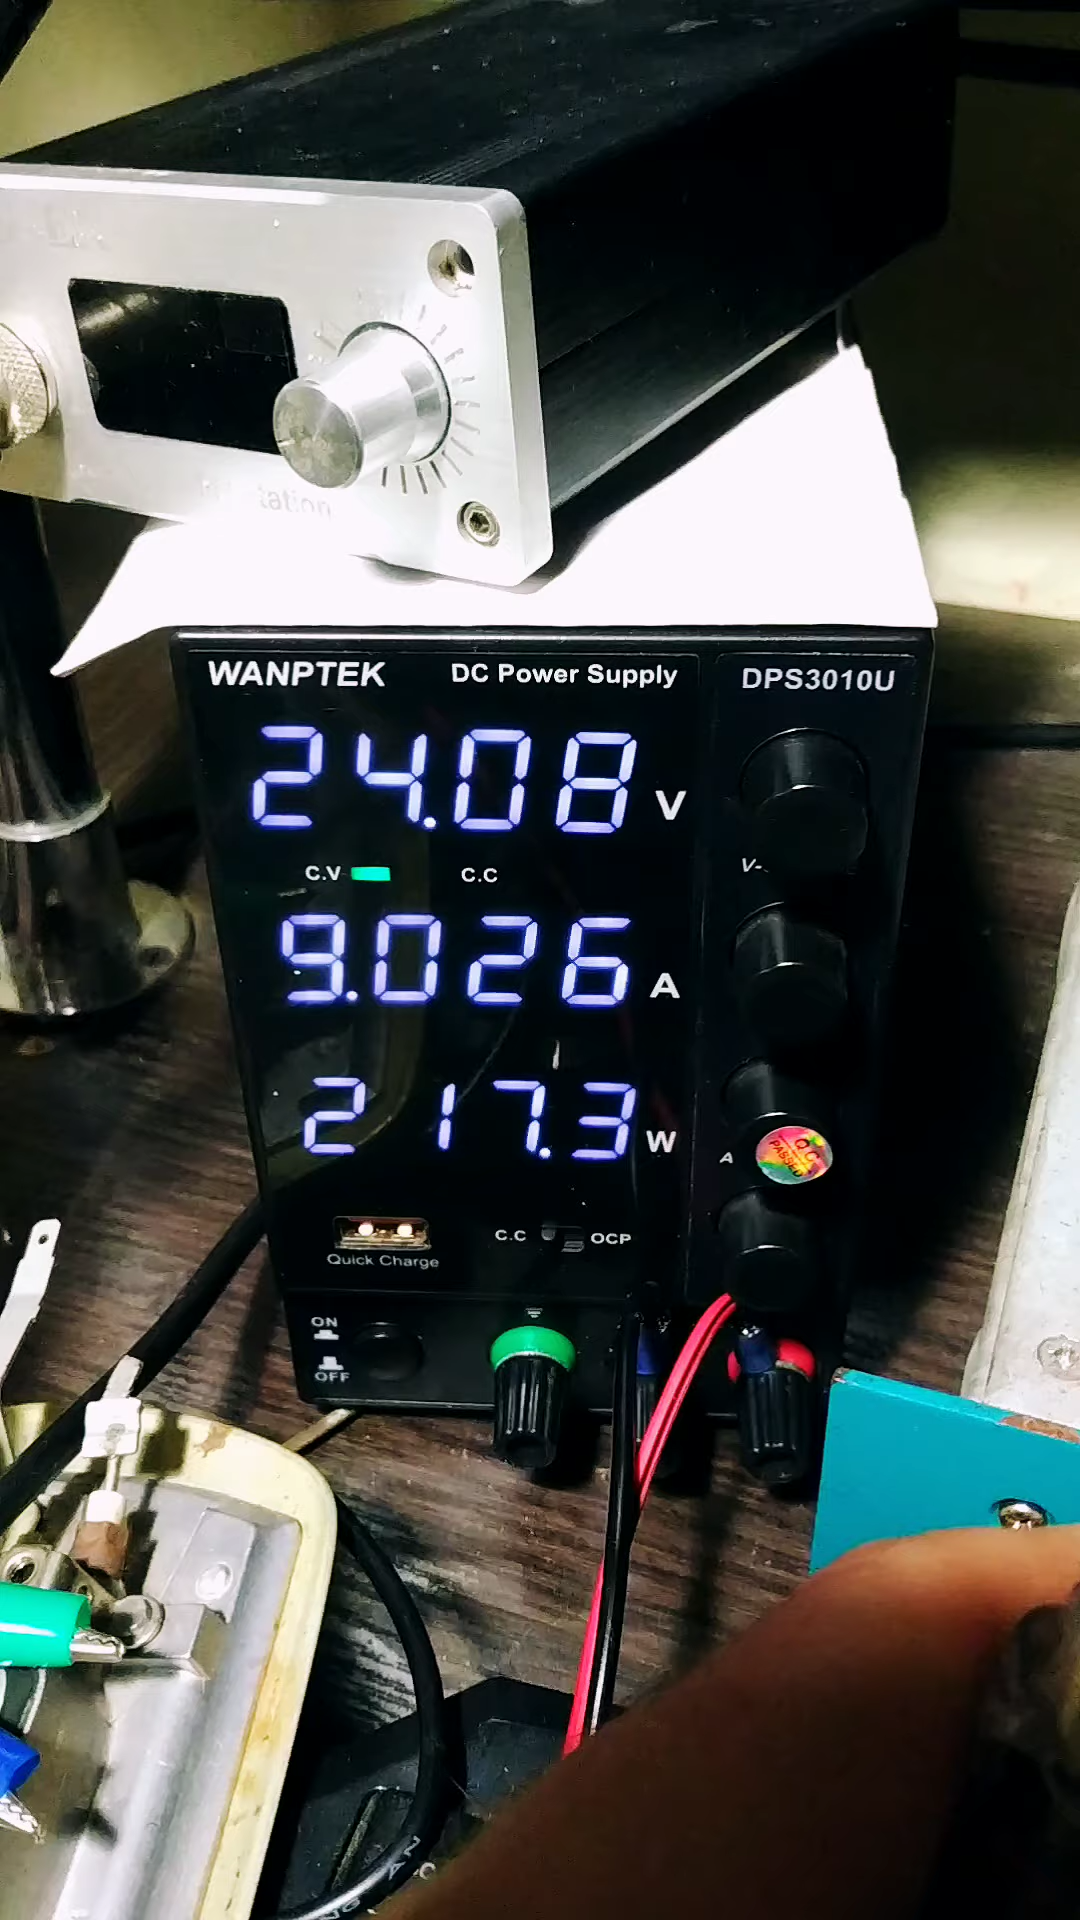 WANPTEK DC Power Supply DPS3010U
24.08 V
V-
C.V C.C
9.026 A
217.3 W
A
QC
PASSED
C.C OCP
Quick Charge
ON
OFF